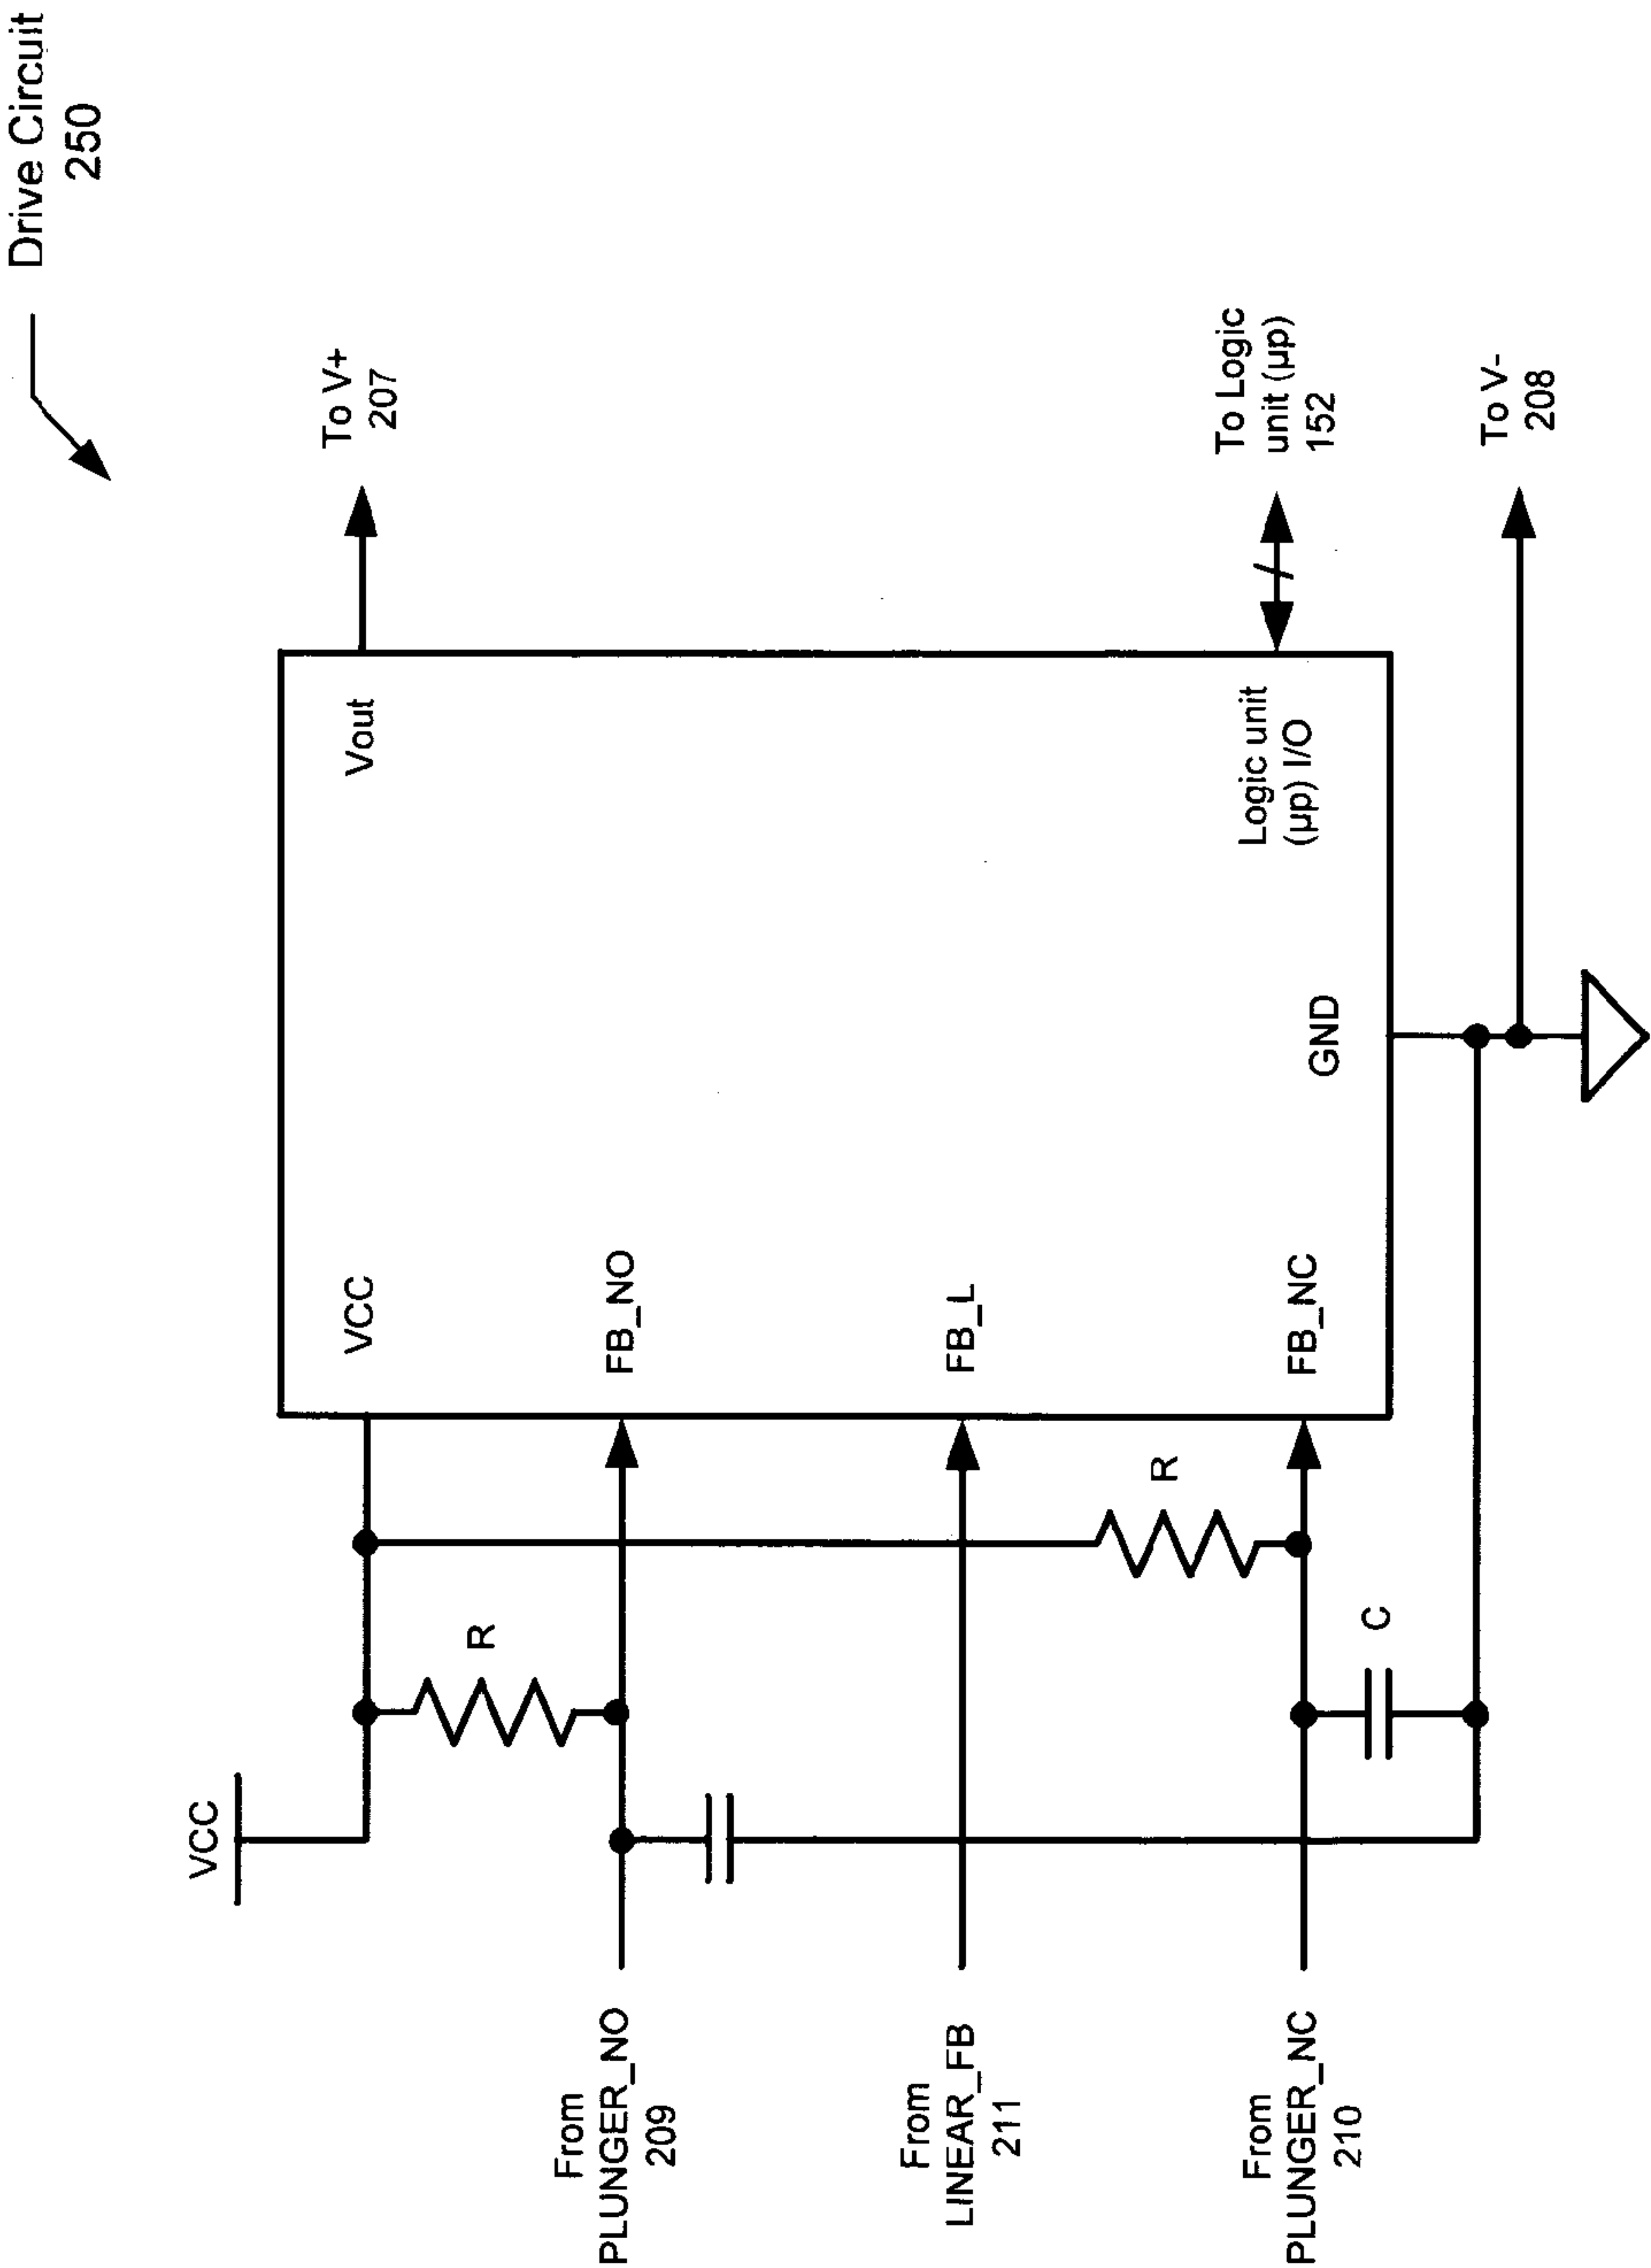 Drive Circuit
250
VCC
R
R
C
VCC
FB_NO
FB_L
FB_NC
GND
Vout
Logic unit
(μp) I/O
From
PLUNGER_NO
209
From
LINEAR_FB
211
From
PLUNGER_NC
210
To V+
207
To Logic
unit (μp)
152
To V-
208